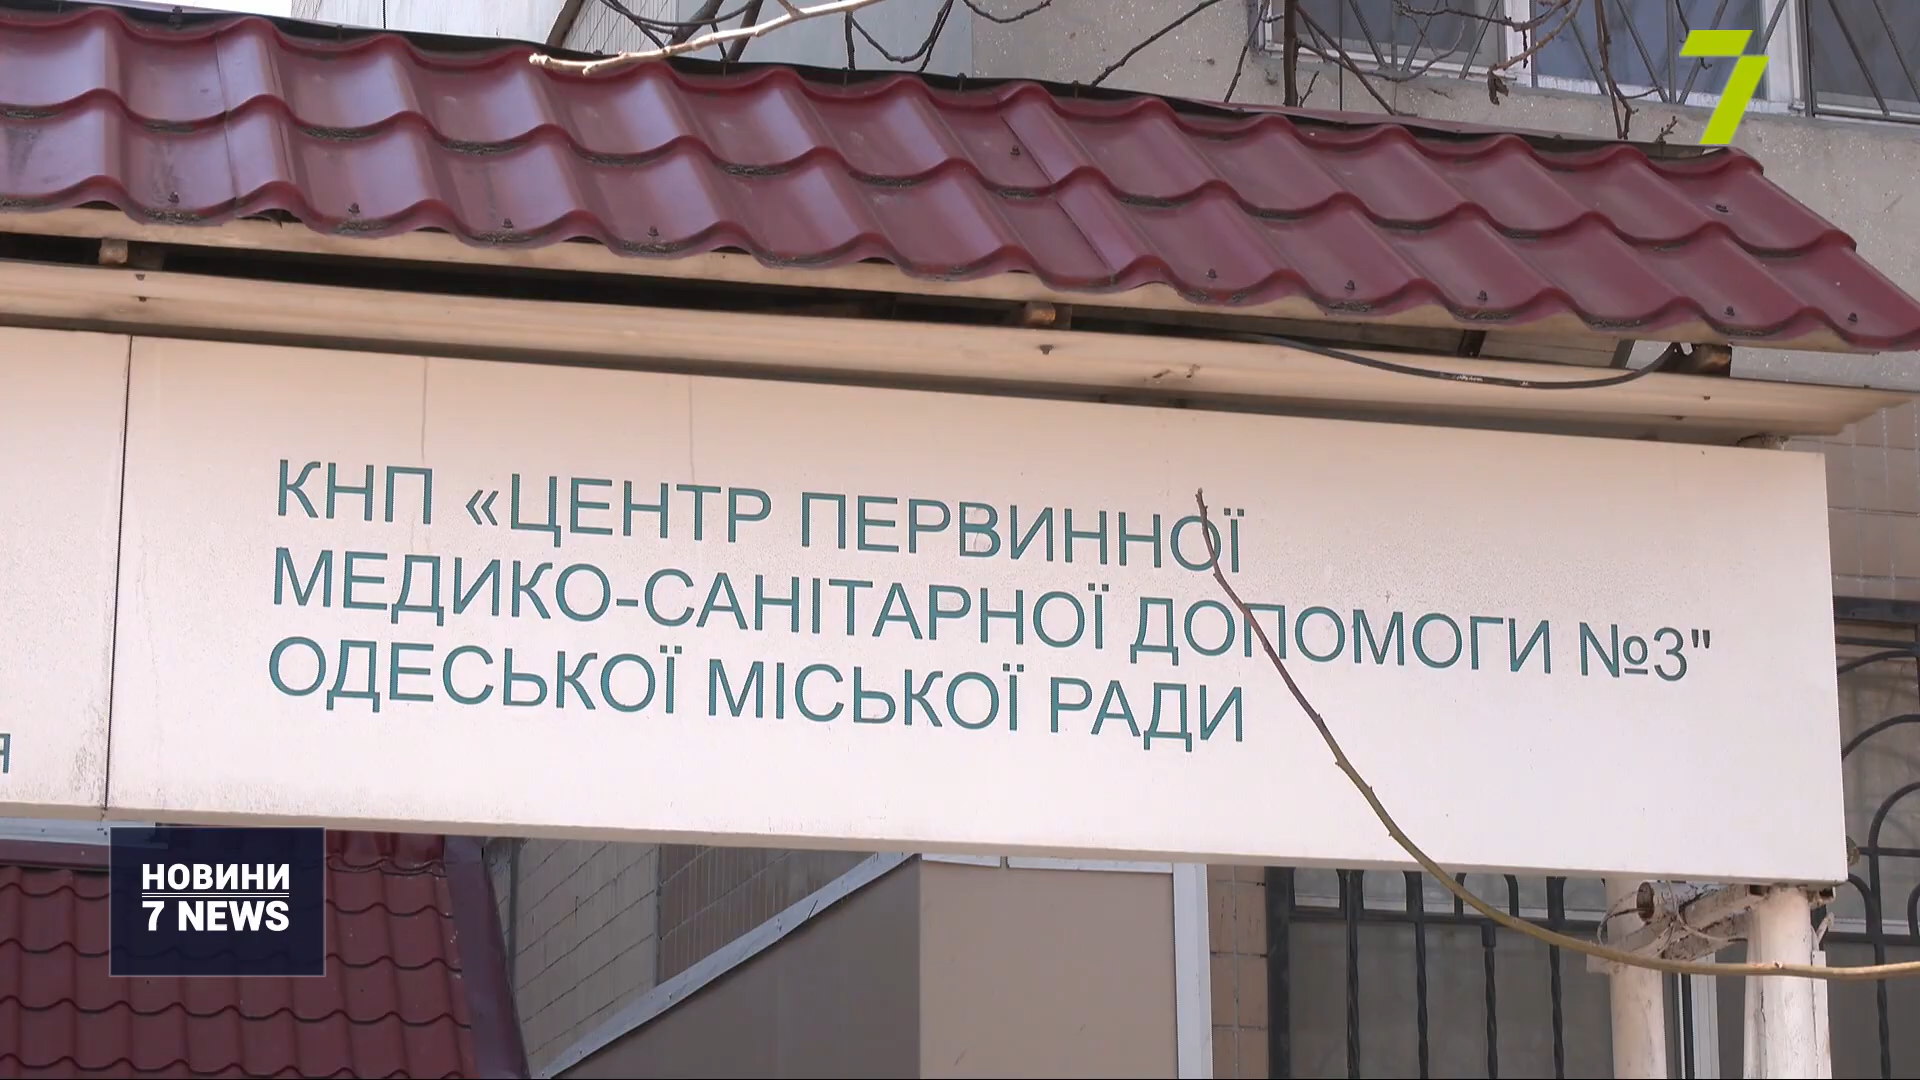 7
КНП «ЦЕНТР ПЕРВИННОЇ
МЕДИКО-САНІТАРНОЇ ДОПОМОГИ №3"
ОДЕСЬКОЇ МІСЬКОЇ РАДИ
Я
НОВИНИ
7 NEWS